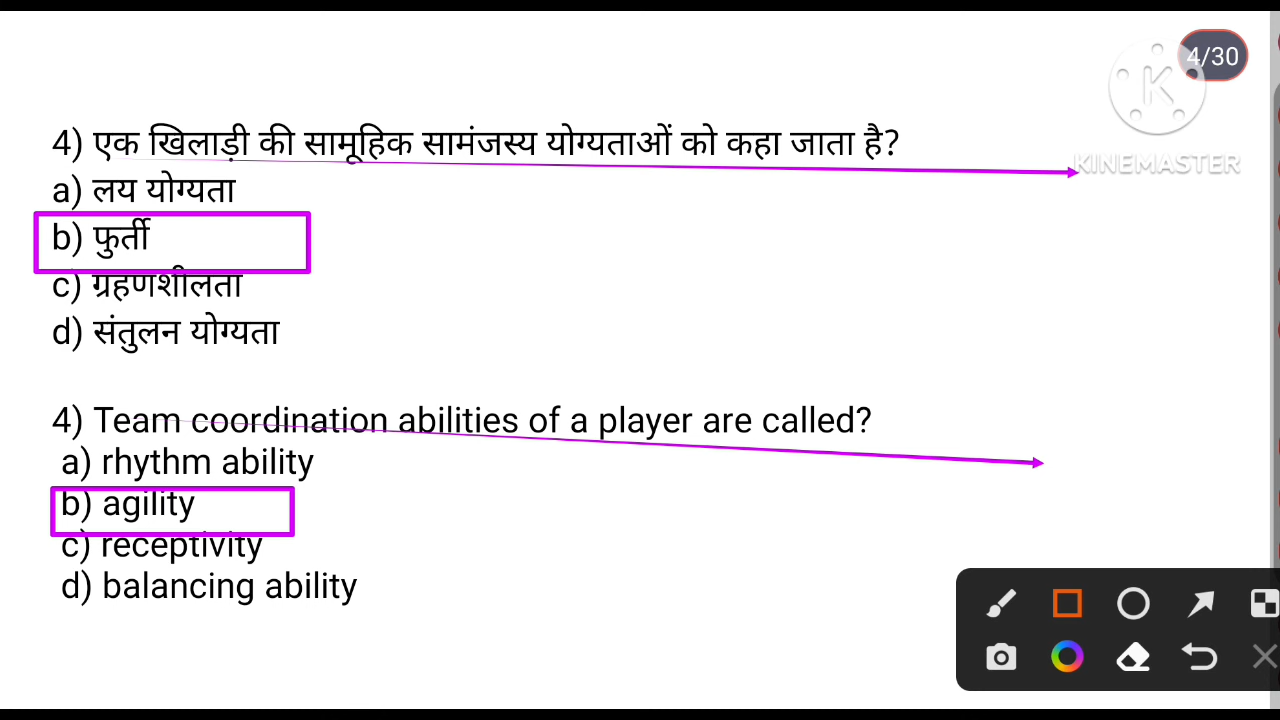 4/30
KINEMASTER
4) एक खिलाड़ी की सामूहिक सामंजस्य योग्यताओं को कहा जाता है?
a) लय योग्यता
b) फुर्ती
c) ग्रहणशीलता
d) संतुलन योग्यता
4) Team coordination abilities of a player are called?
a) rhythm ability
b) agility
c) receptivity
d) balancing ability